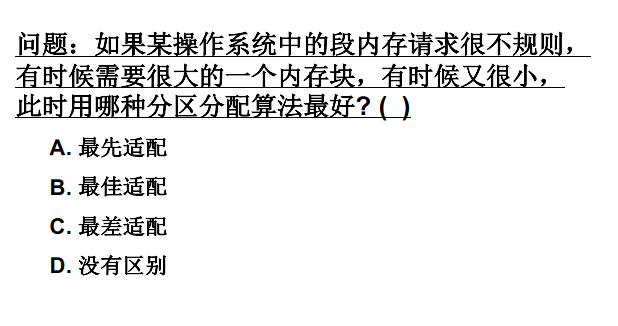 问题：如果某操作系统中的段内存请求很不规则，
有时候需要很大的一个内存块，有时候又很小，
此时用哪种分区分配算法最好? ( )
A. 最先适配
B. 最佳适配
C. 最差适配
D. 没有区别